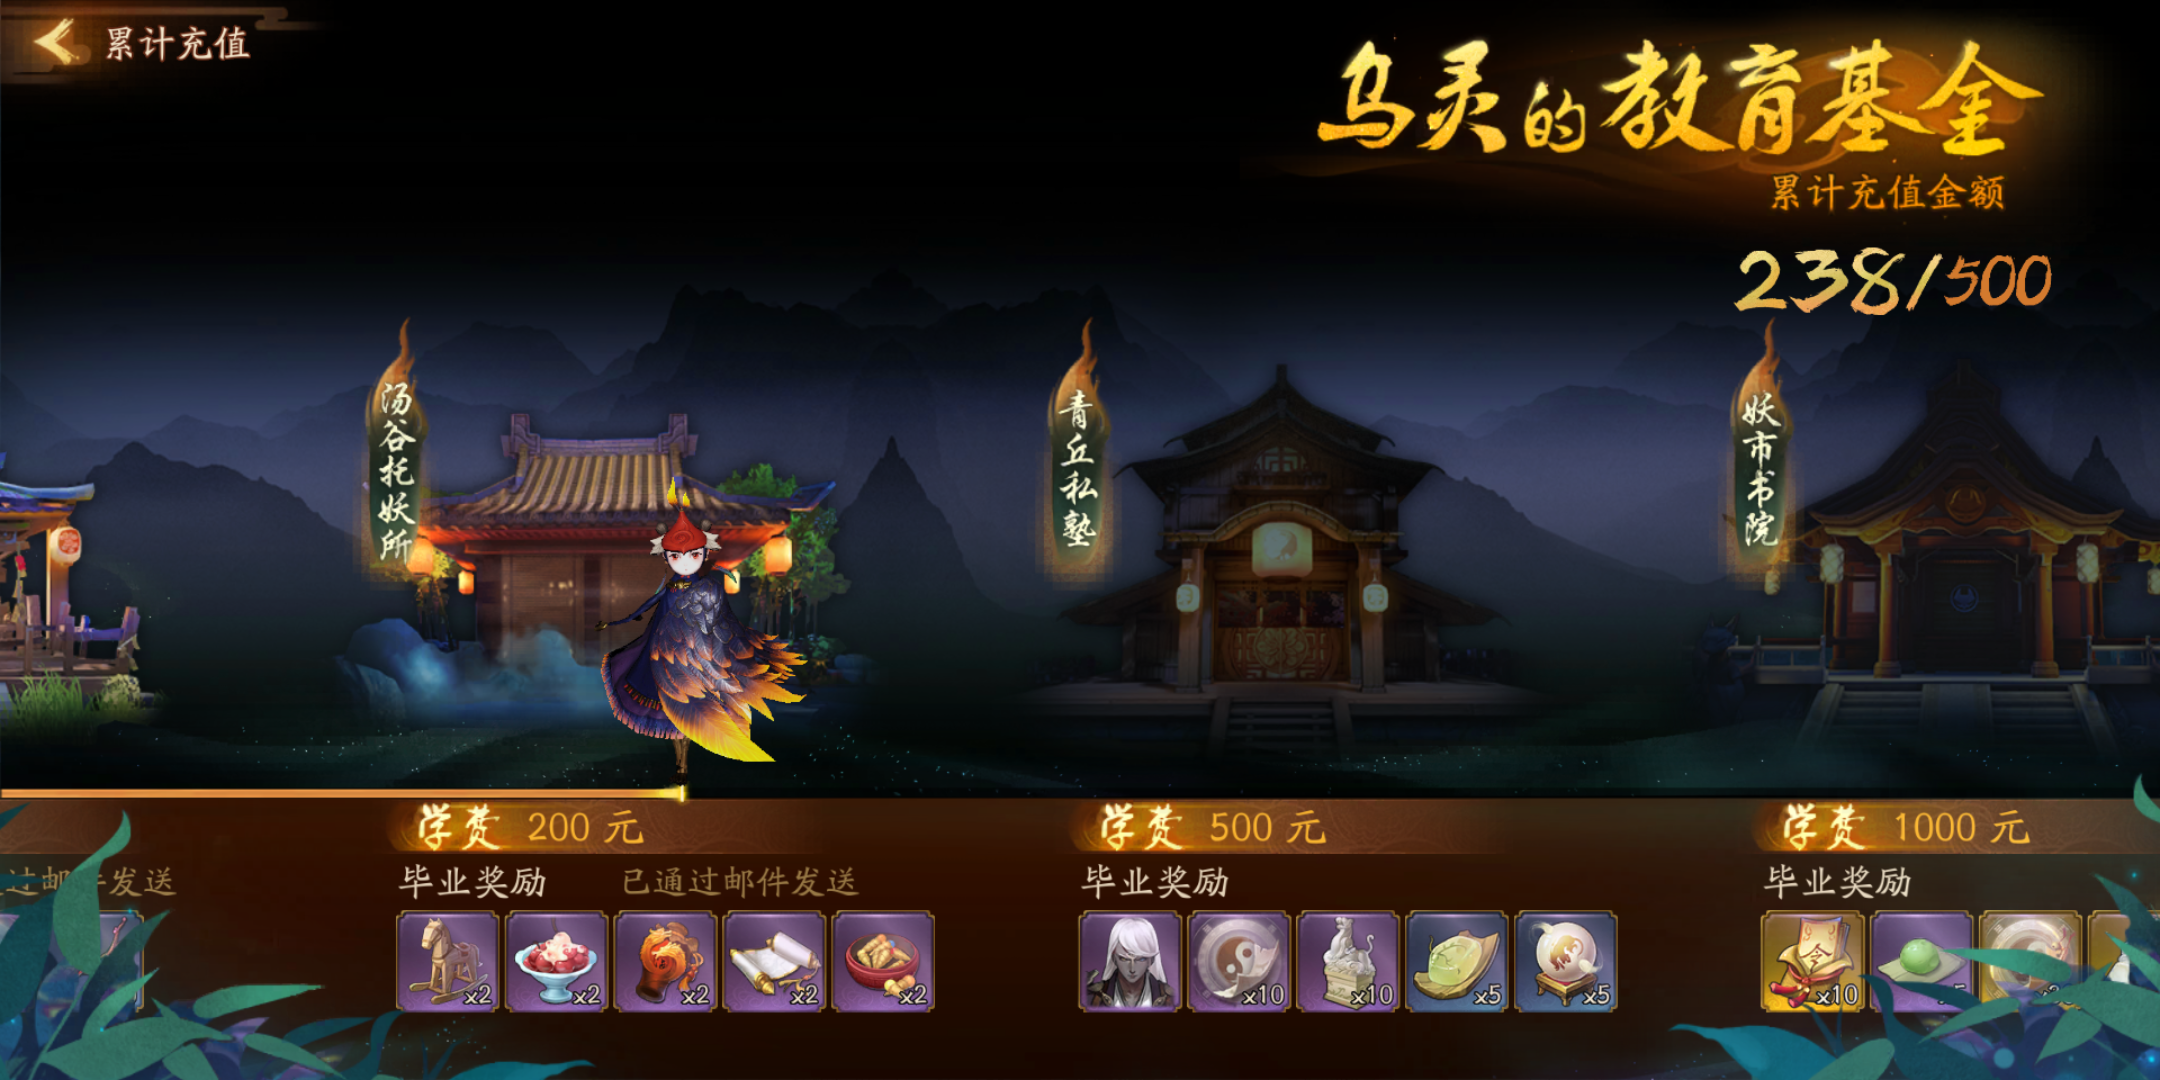 累计充值
乌灵的教育基金
累计充值金额
238/500
汤谷托妖所
青丘私塾
妖市书院
学费 200 元
学费 500 元
学费 1000 元
过邮件发送
毕业奖励 已通过邮件发送
毕业奖励
毕业奖励
x2 x2 x2 x2 x2
x10 x10 x5 x5
x10